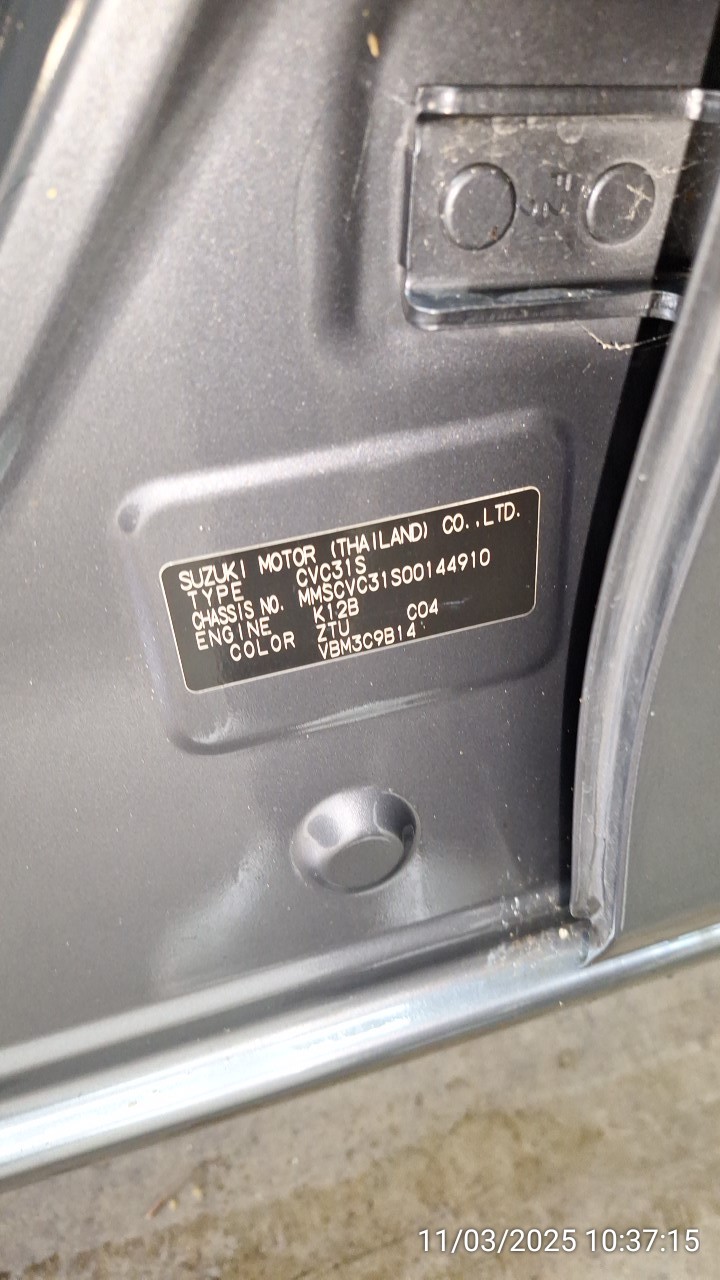 SUZUKI MOTOR (THAILAND) CO.,LTD.
TYPE CVC31S
CHASSIS NO. MMSCVC31S00144910
ENGINE K12B C04
COLOR ZTU
VBM3C9B14
11/03/2025 10:37:15